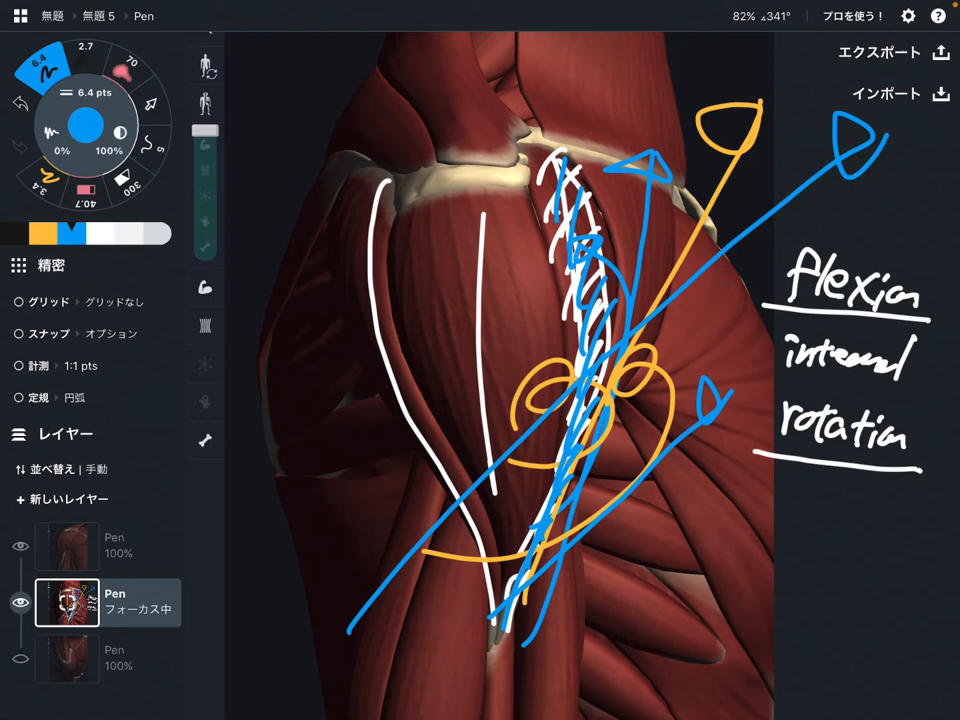 無題 無題 5 Pen
82% ⊿341° プロを使う!
エクスポート
インポート
2.7
6.4
70
6.4 pts
0% 100%
5
3.4
40.7
300
精密
グリッド グリッドなし
スナップ オプション
計測 1:1 pts
定規 円弧
レイヤー
並べ替え | 手動
+ 新しいレイヤー
Pen
100%
Pen
フォーカス中
Pen
100%
flexion
internal
rotation